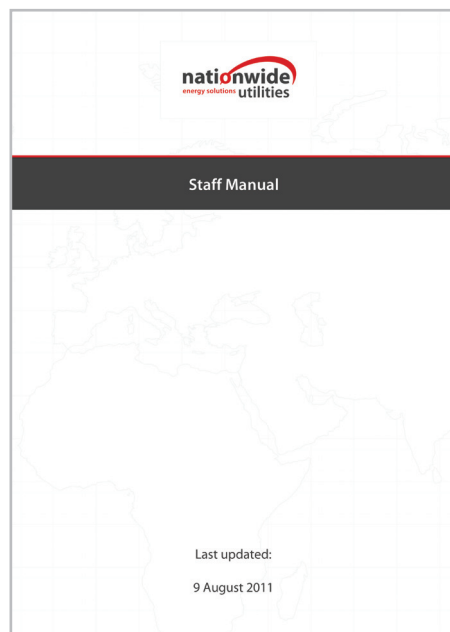 nationwide
energy solutions utilities
Staff Manual
Last updated:
9 August 2011